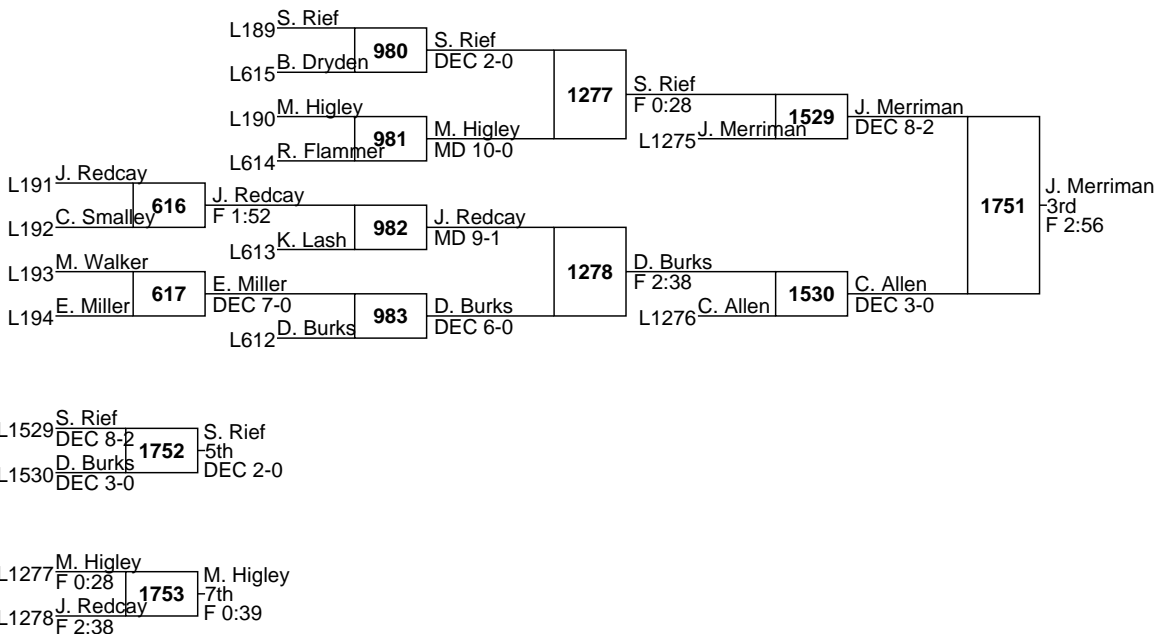 L189 S. Rief
980
S. Rief
DEC 2-0
L615 B. Dryden
1277
S. Rief
F 0:28
L190 M. Higley
981
M. Higley
MD 10-0
L614 R. Flammer
1529
J. Merriman
DEC 8-2
L1275 J. Merriman
L191 J. Redcay
616
J. Redcay
F 1:52
L192 C. Smalley
982
J. Redcay
MD 9-1
L613 K. Lash
1751
J. Merriman
3rd
F 2:56
L193 M. Walker
617
E. Miller
DEC 7-0
L194 E. Miller
1278
D. Burks
F 2:38
983
D. Burks
DEC 6-0
L612 D. Burks
1530
C. Allen
DEC 3-0
L1276 C. Allen
L1529 S. Rief
DEC 8-2
1752
S. Rief
5th
DEC 2-0
L1530 D. Burks
DEC 3-0
L1277 M. Higley
F 0:28
1753
M. Higley
7th
F 0:39
L1278 J. Redcay
F 2:38